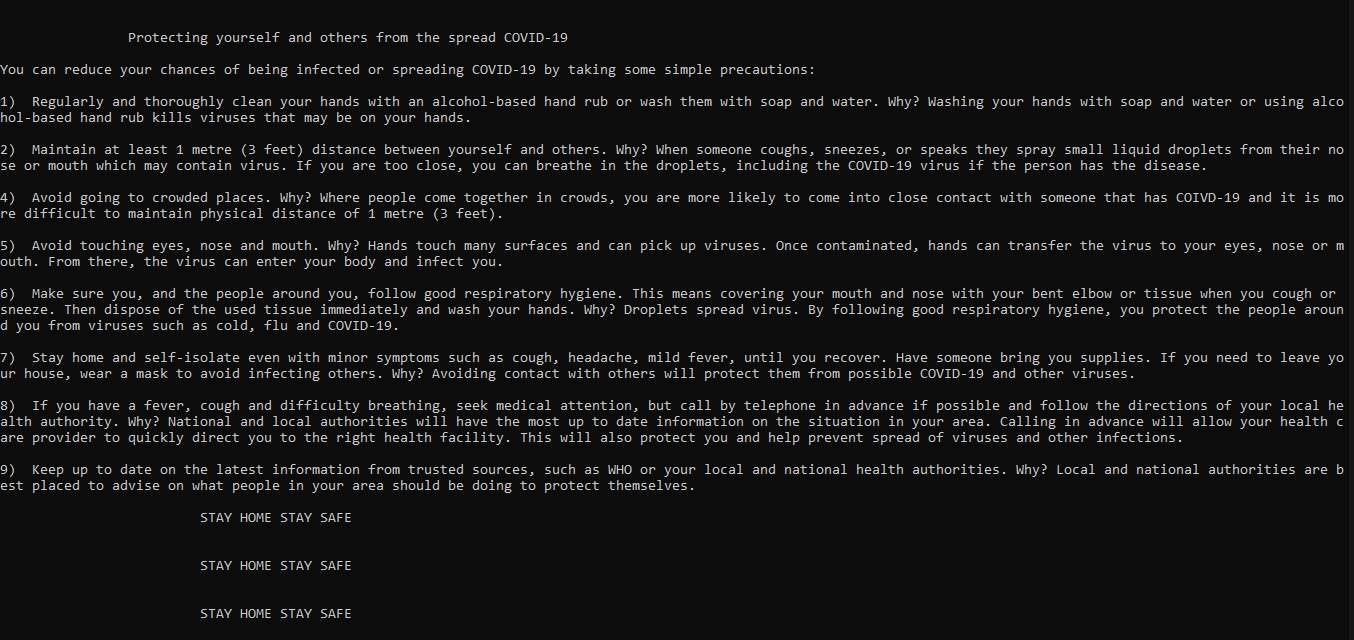 Protecting yourself and others from the spread COVID-19
You can reduce your chances of being infected or spreading COVID-19 by taking some simple precautions:
1)  Regularly and thoroughly clean your hands with an alcohol-based hand rub or wash them with soap and water. Why? Washing your hands with soap and water or using alco
hol-based hand rub kills viruses that may be on your hands.
2)  Maintain at least 1 metre (3 feet) distance between yourself and others. Why? When someone coughs, sneezes, or speaks they spray small liquid droplets from their no
se or mouth which may contain virus. If you are too close, you can breathe in the droplets, including the COVID-19 virus if the person has the disease.
4)  Avoid going to crowded places. Why? Where people come together in crowds, you are more likely to come into close contact with someone that has COIVD-19 and it is mo
re difficult to maintain physical distance of 1 metre (3 feet).
5)  Avoid touching eyes, nose and mouth. Why? Hands touch many surfaces and can pick up viruses. Once contaminated, hands can transfer the virus to your eyes, nose or m
outh. From there, the virus can enter your body and infect you.
6)  Make sure you, and the people around you, follow good respiratory hygiene. This means covering your mouth and nose with your bent elbow or tissue when you cough or
sneeze. Then dispose of the used tissue immediately and wash your hands. Why? Droplets spread virus. By following good respiratory hygiene, you protect the people aroun
d you from viruses such as cold, flu and COVID-19.
7)  Stay home and self-isolate even with minor symptoms such as cough, headache, mild fever, until you recover. Have someone bring you supplies. If you need to leave yo
ur house, wear a mask to avoid infecting others. Why? Avoiding contact with others will protect them from possible COVID-19 and other viruses.
8)  If you have a fever, cough and difficulty breathing, seek medical attention, but call by telephone in advance if possible and follow the directions of your local he
alth authority. Why? National and local authorities will have the most up to date information on the situation in your area. Calling in advance will allow your health c
are provider to quickly direct you to the right health facility. This will also protect you and help prevent spread of viruses and other infections.
9)  Keep up to date on the latest information from trusted sources, such as WHO or your local and national health authorities. Why? Local and national authorities are b
est placed to advise on what people in your area should be doing to protect themselves.
STAY HOME STAY SAFE
STAY HOME STAY SAFE
STAY HOME STAY SAFE